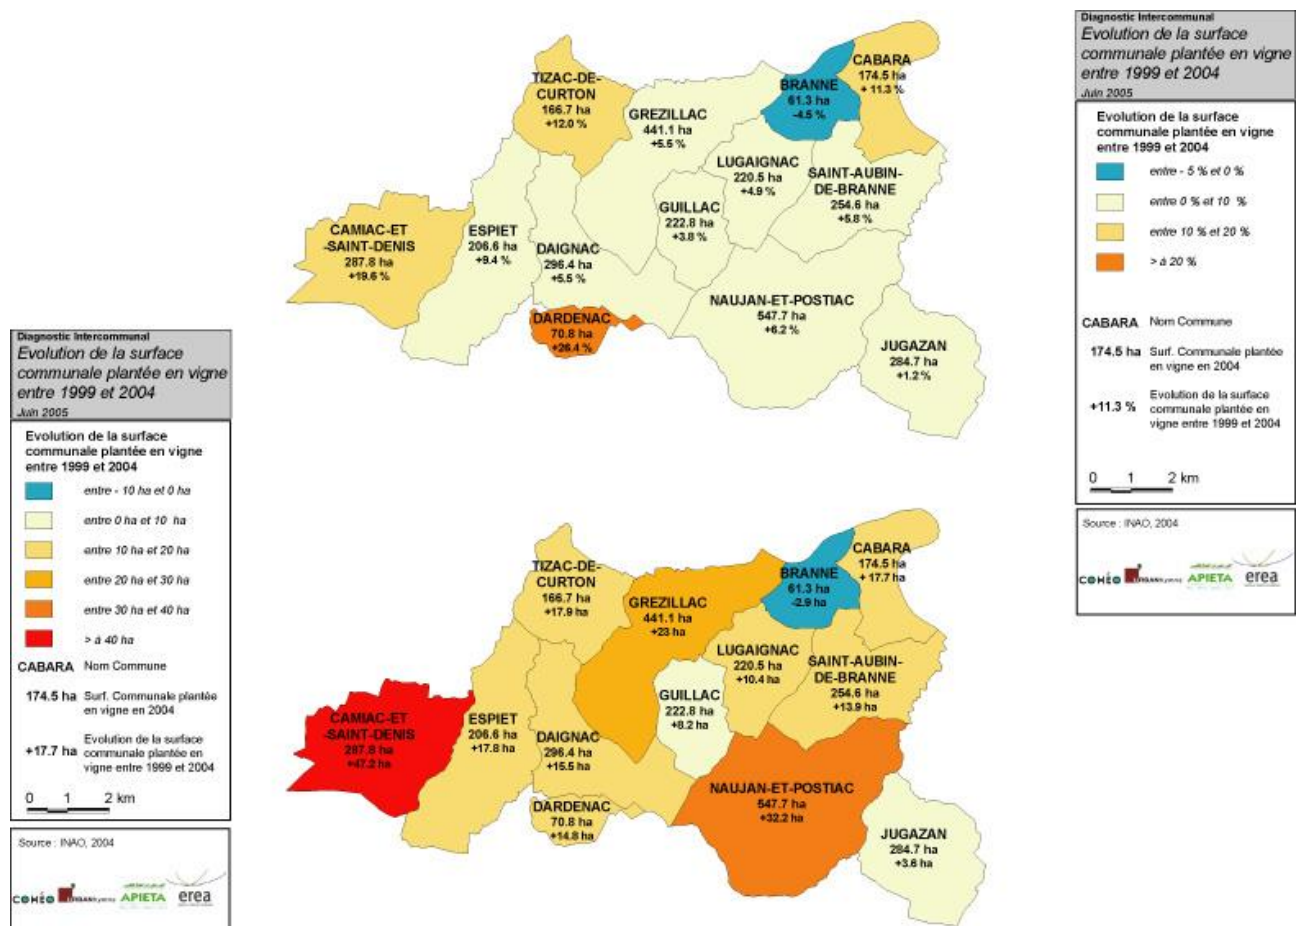 Diagnostic Intercommunal
Evolution de la surface
communale plantée en vigne
entre 1999 et 2004
Juin 2005
Evolution de la surface
communale plantée en vigne
entre 1999 et 2004
entre - 5 % et 0 %
entre 0 % et 10 %
entre 10 % et 20 %
> à 20 %
CABARA Nom Commune
174.5 ha Surf. Communale plantée
en vigne en 2004
+11.3 % Evolution de la surface
communale plantée en
vigne entre 1999 et 2004
0 1 2 km
Source : INAO, 2004
COMÉO
URBAN
APIETA
erea
TIZAC-DE-
CURTON
166.7 ha
+12.0 %
GREZILLAC
441.1 ha
+5.5 %
BRANNE
61.3 ha
-4.5 %
CABARA
174.5 ha
+ 11.3 %
LUGAIGNAC
220.5 ha
+4.9 %
SAINT-AUBIN-
DE-BRANNE
254.6 ha
+5.8 %
GUILLAC
222.8 ha
+3.8 %
CAMIAC-ET
-SAINT-DENIS
287.8 ha
+19.6 %
ESPIET
206.6 ha
+9.4 %
DAIGNAC
296.4 ha
+5.5 %
DARDENAC
70.8 ha
+26.4 %
NAUJAN-ET-POSTIAC
547.7 ha
+6.2 %
JUGAZAN
284.7 ha
+1.2 %
Diagnostic Intercommunal
Evolution de la surface
communale plantée en vigne
entre 1999 et 2004
Juin 2005
Evolution de la surface
communale plantée en vigne
entre 1999 et 2004
entre - 10 ha et 0 ha
entre 0 ha et 10 ha
entre 10 ha et 20 ha
entre 20 ha et 30 ha
entre 30 ha et 40 ha
> à 40 ha
CABARA Nom Commune
174.5 ha Surf. Communale plantée
en vigne en 2004
+17.7 ha Evolution de la surface
communale plantée en
vigne entre 1999 et 2004
0 1 2 km
Source : INAO, 2004
COMÉO
URBAN
APIETA
erea
TIZAC-DE-
CURTON
166.7 ha
+17.9 ha
GREZILLAC
441.1 ha
+23 ha
BRANNE
61.3 ha
-2.9 ha
CABARA
174.5 ha
+ 17.7 ha
LUGAIGNAC
220.5 ha
+10.4 ha
SAINT-AUBIN-
DE-BRANNE
254.6 ha
+13.9 ha
GUILLAC
222.8 ha
+8.2 ha
CAMIAC-ET
-SAINT-DENIS
287.8 ha
+47.2 ha
ESPIET
206.6 ha
+17.8 ha
DAIGNAC
296.4 ha
+15.5 ha
DARDENAC
70.8 ha
+14.8 ha
NAUJAN-ET-POSTIAC
547.7 ha
+32.2 ha
JUGAZAN
284.7 ha
+3.6 ha